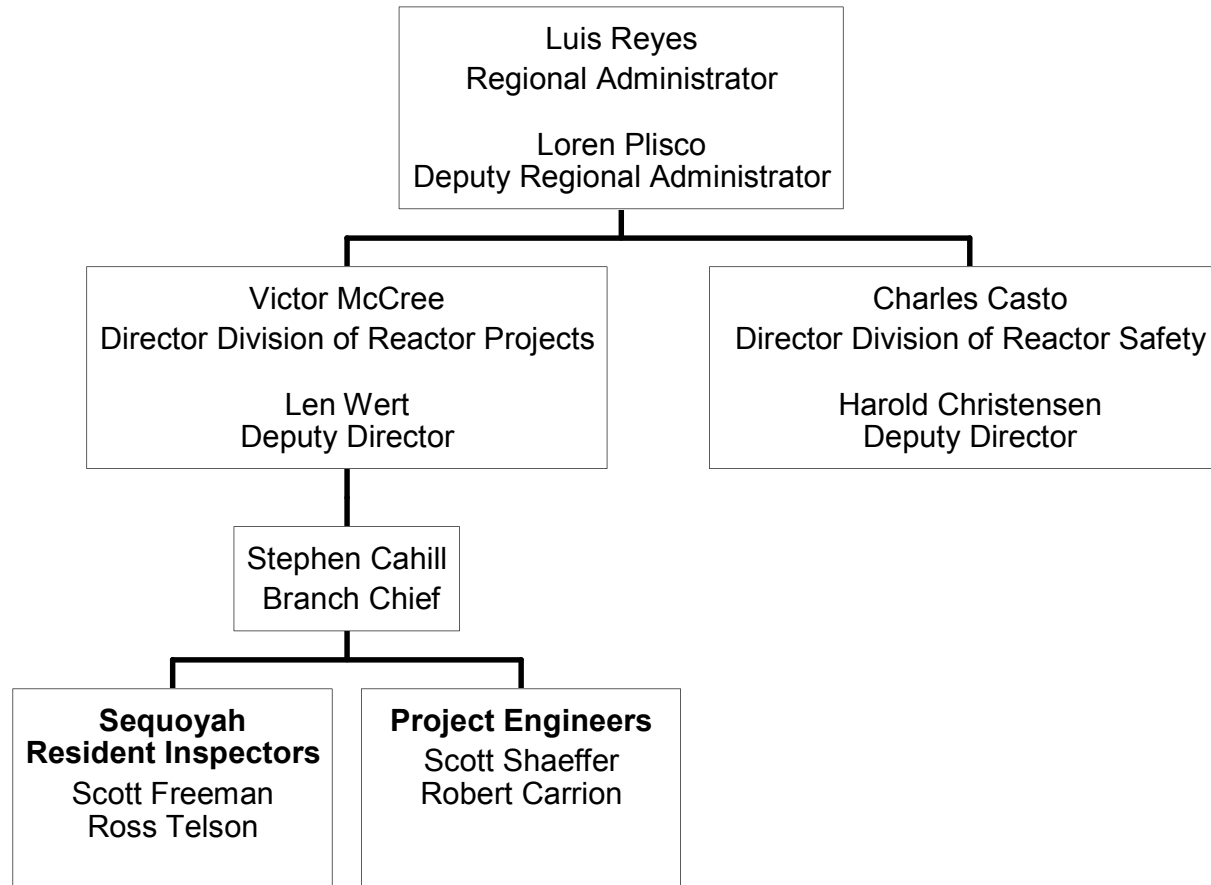 Luis Reyes
Regional Administrator
Loren Plisco
Deputy Regional Administrator
Victor McCree
Director Division of Reactor Projects
Len Wert
Deputy Director
Charles Casto
Director Division of Reactor Safety
Harold Christensen
Deputy Director
Stephen Cahill
Branch Chief
Sequoyah
Resident Inspectors
Scott Freeman
Ross Telson
Project Engineers
Scott Shaeffer
Robert Carrion